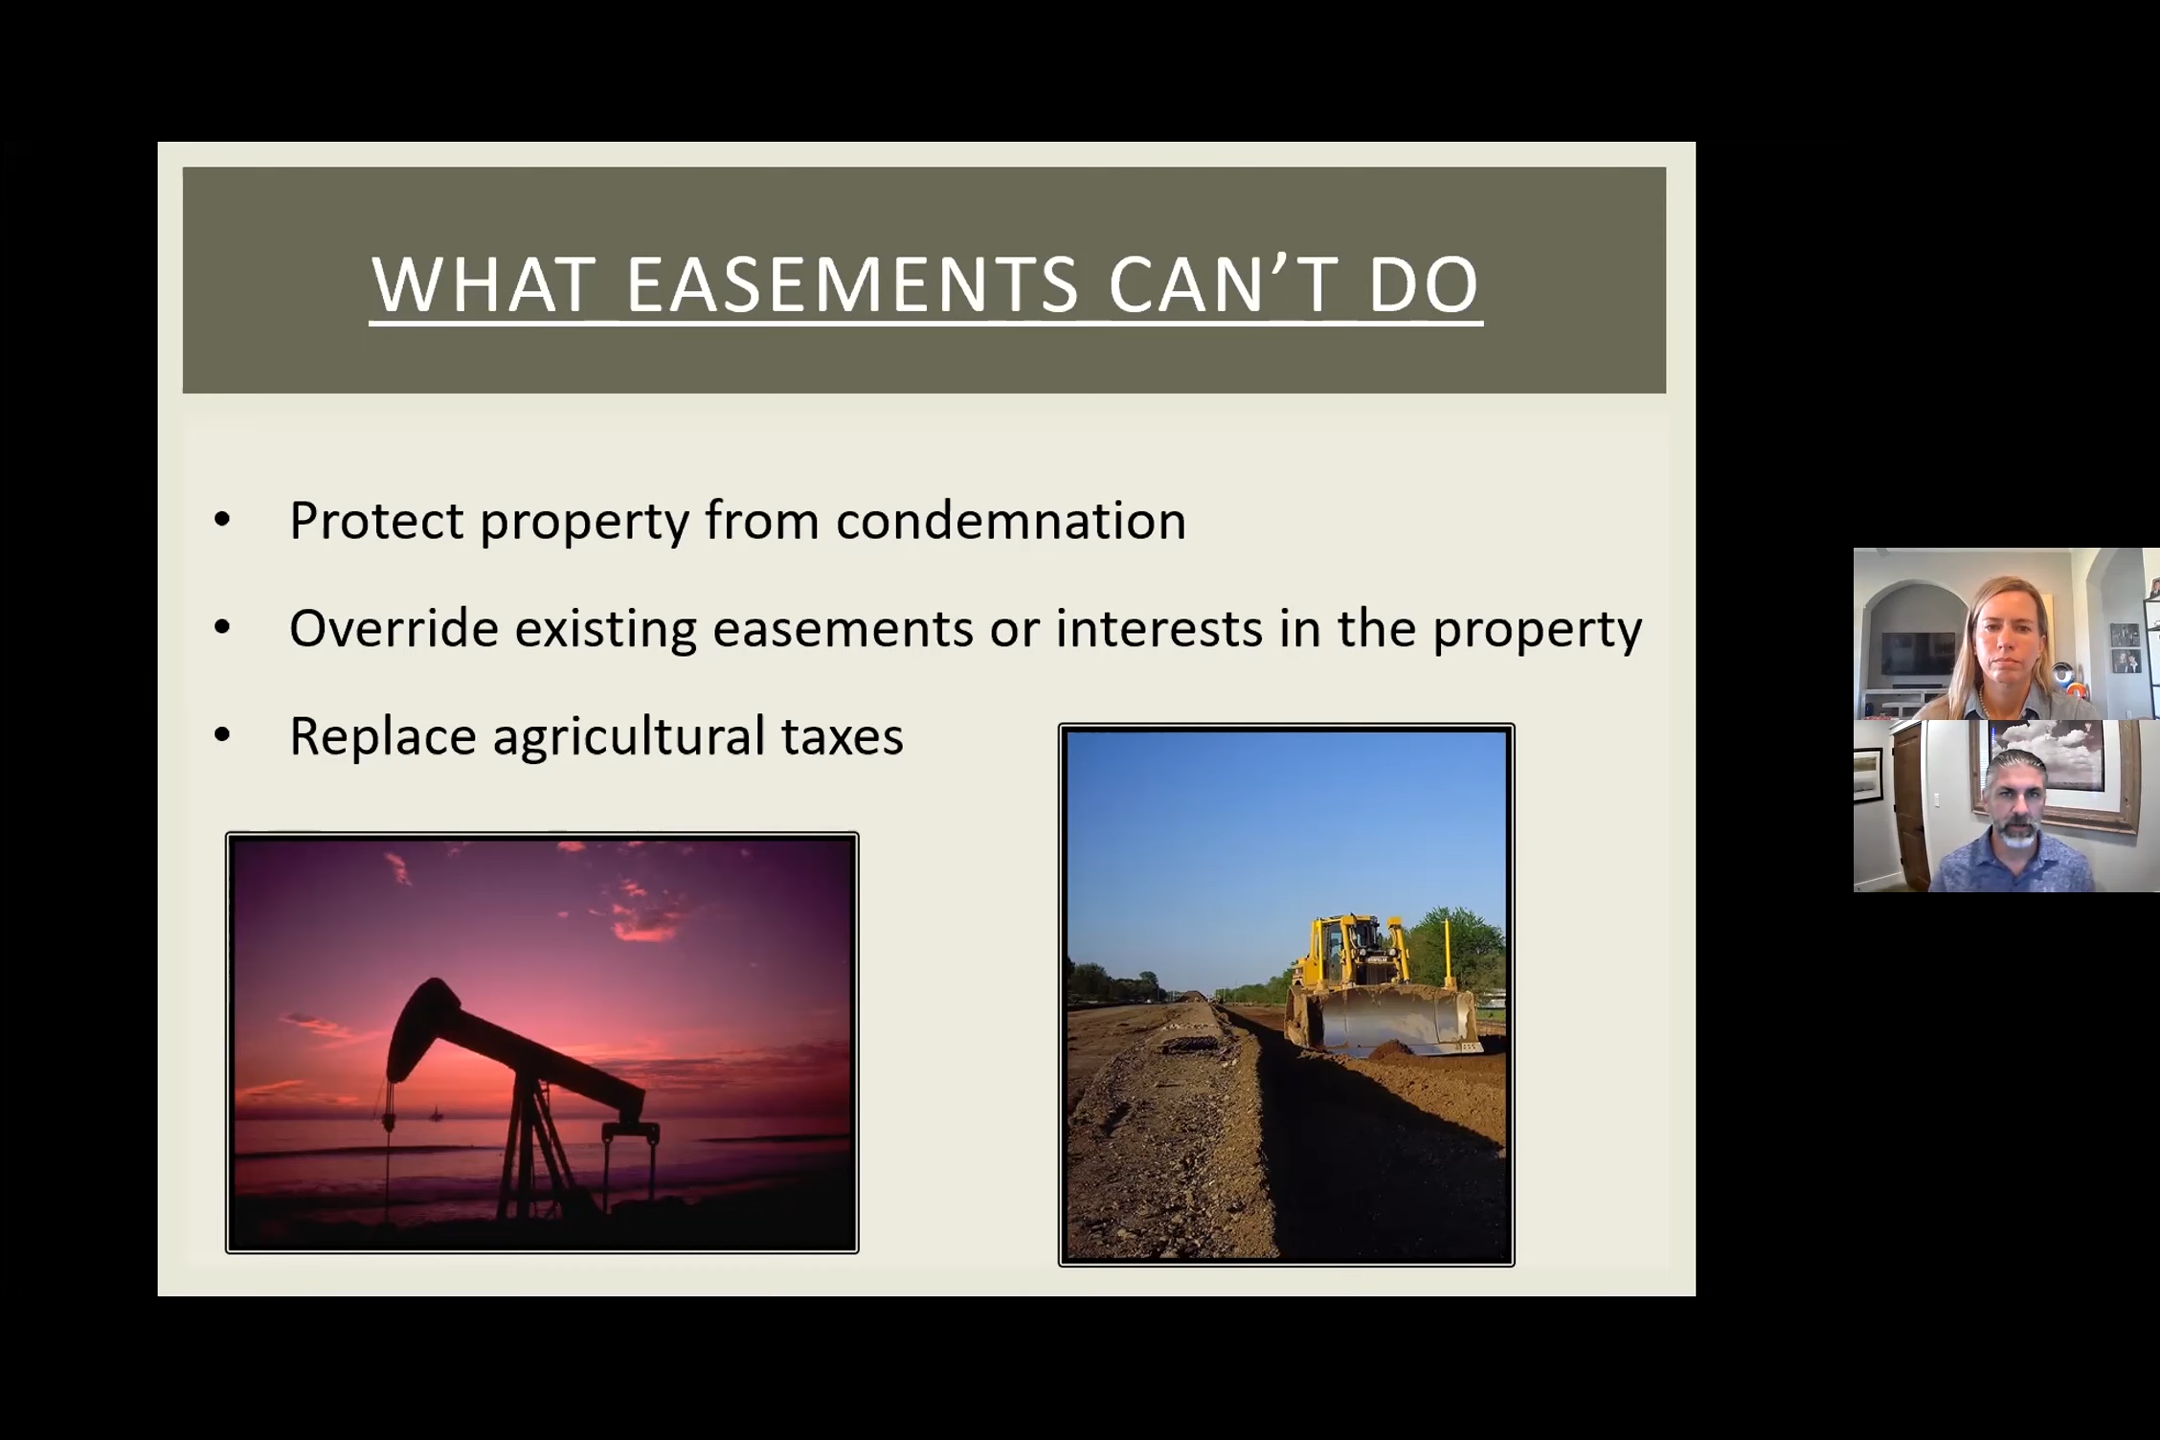 WHAT EASEMENTS CAN’T DO
• Protect property from condemnation
• Override existing easements or interests in the property
• Replace agricultural taxes